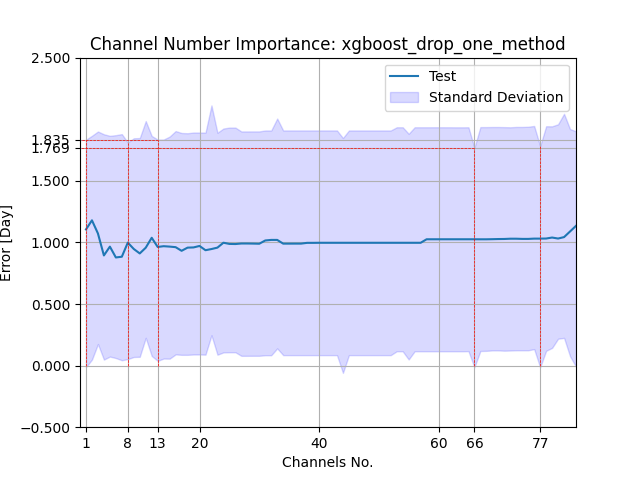 Channel Number Importance: xgboost_drop_one_method
2.500
Test
Standard Deviation
1.835
1.769
1.500
1.000
0.500
0.000
-0.500
Error [Day]
1 8 13 20 40 60 66 77
Channels No.